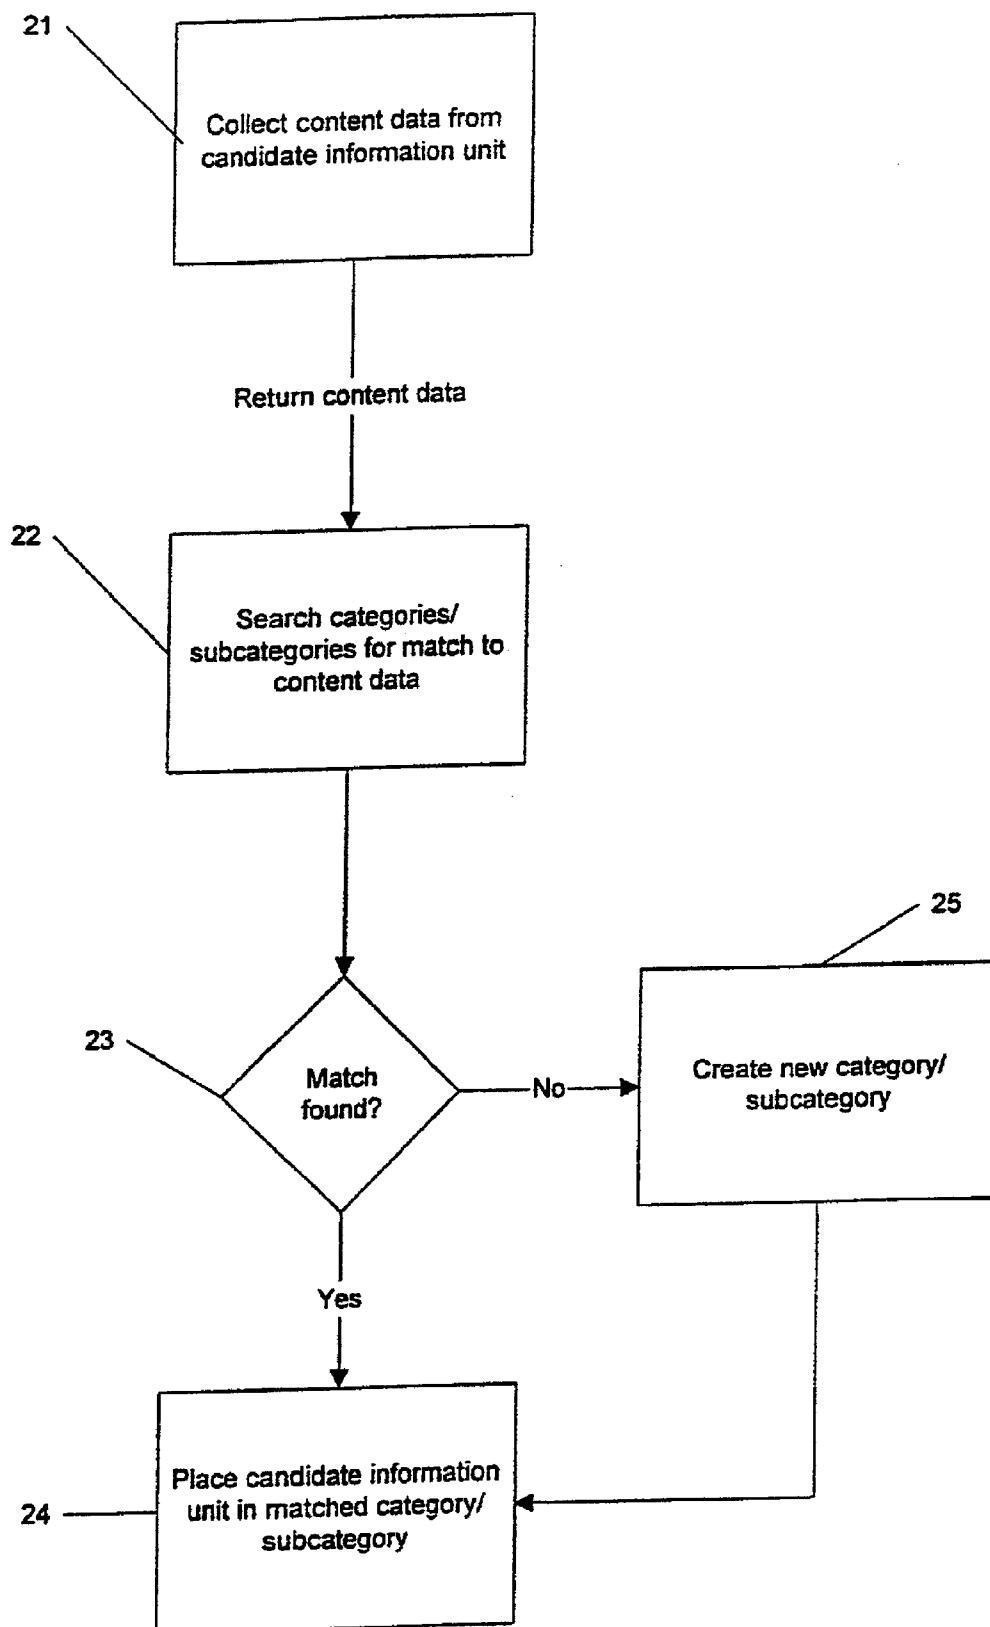 21
Collect content data from
candidate information unit
Return content data
22
Search categories/
subcategories for match to
content data
25
23
Match
found?
No
Create new category/
subcategory
Yes
Place candidate information
unit in matched category/
subcategory
24